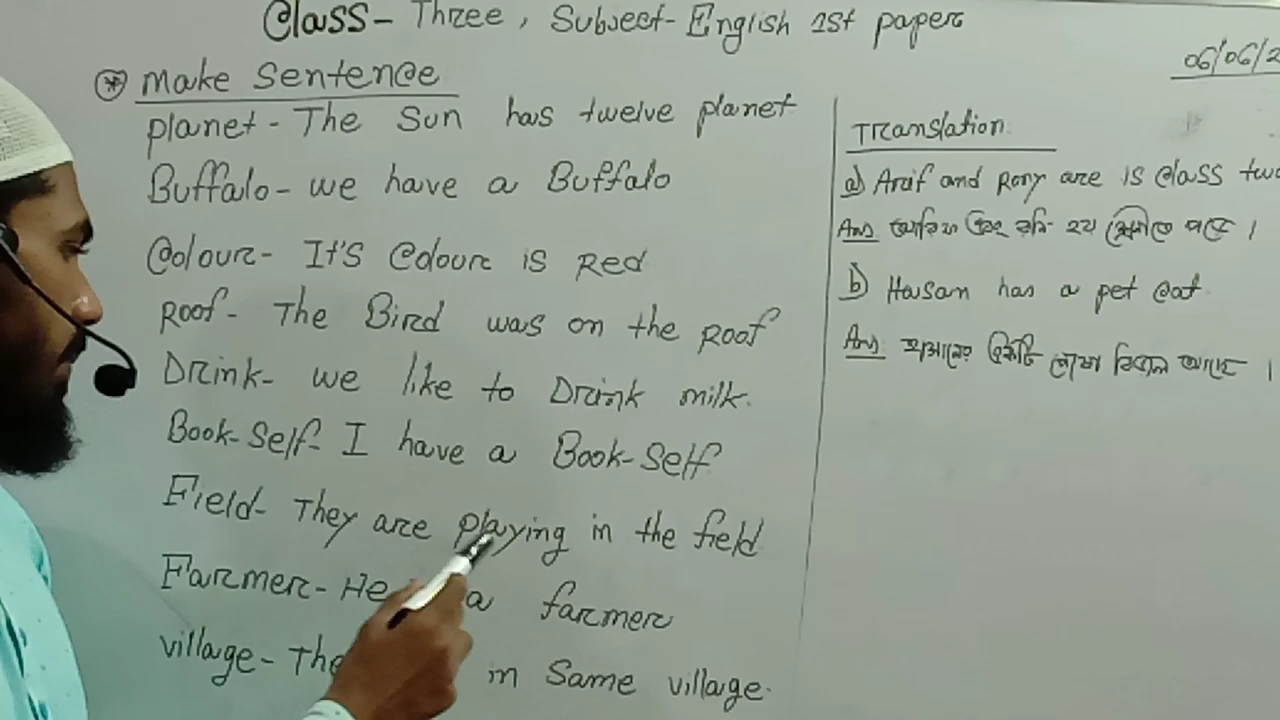 Class - Three, Subject - English 1st paper
06/06/2
* Make Sentence
planet - The Sun has twelve planet
Buffalo - we have a Buffalo
Colour - It's Colour is Red
Roof - The Bird was on the Roof
Drink - we like to Drink milk.
Book-Self - I have a Book-Self
Field - They are playing in the field
Farmer - He a farmer
village - The in Same village.
Translation
a) Arif and Rony are is Class two
Ans আরিফ এবং রনি হয় শ্রেণীতে পড়ে ।
b) Hasan has a pet Cat
Ans: হাসানের একটি পোষা বিড়াল আছে ।